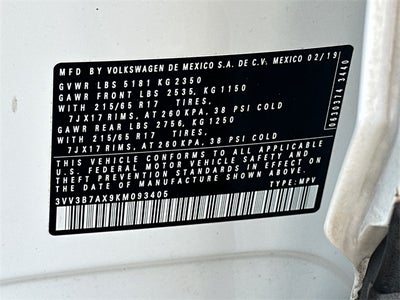 MFD BY VOLKSWAGEN DE MEXICO S.A. DE C.V. MEXICO 02/19
GVWR LBS 5181 KG 2350
GAWR FRONT LBS 2535, KG 1150
WITH 215/65 R17 TIRES,
7JX17 RIMS, AT 260 KPA, 38 PSI COLD
GAWR REAR LBS 2756, KG 1250
WITH 215/65 R17 TIRES,
7JX17 RIMS, AT 260 KPA, 38 PSI COLD
THIS VEHICLE CONFORMS TO ALL APPLICABLE
U.S. FEDERAL MOTOR VEHICLE SAFETY AND
THEFT PREVENTION STANDARDS IN EFFECT ON
THE DATE OF MANUFACTURE SHOWN ABOVE.
TYPE: MPV
3VV3B7AX9KM093405
0630374 3440